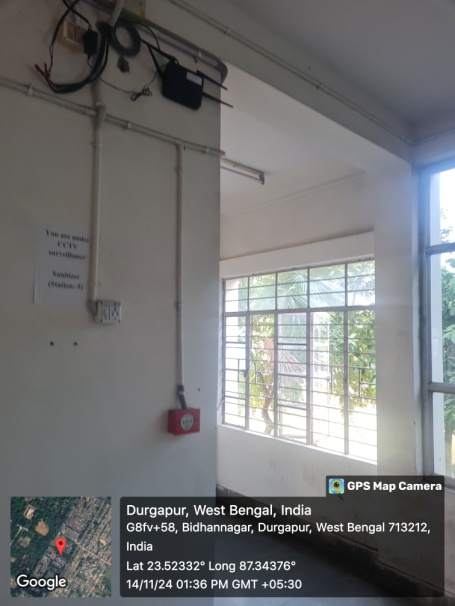 You are under
CCTV
surveillance
Sanitizer
(Station- 4)
GPS Map Camera
Durgapur, West Bengal, India
G8fv+58, Bidhannagar, Durgapur, West Bengal 713212,
India
Lat 23.52332° Long 87.34376°
14/11/24 01:36 PM GMT +05:30
Google